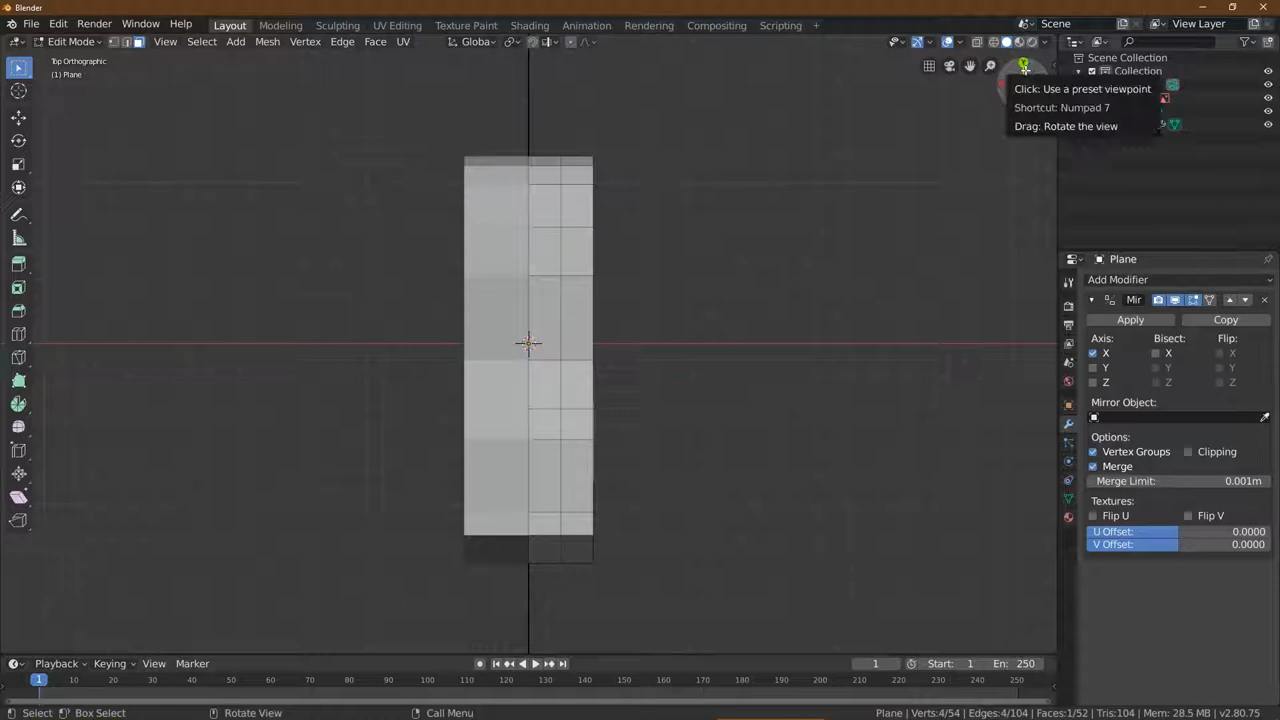 Blender
File Edit Render Window Help Layout Modeling Sculpting UV Editing Texture Paint Shading Animation Rendering Compositing Scripting + Scene View Layer
Edit Mode View Select Add Mesh Vertex Edge Face UV Globa
Top Orthographic
(1) Plane
Scene Collection
Collection
Click: Use a preset viewpoint
Shortcut: Numpad 7
Drag: Rotate the view
Plane
Add Modifier
Mir
Apply Copy
Axis: Bisect: Flip:
X X X
Y Y Y
Z Z Z
Mirror Object:
Options:
Vertex Groups Clipping
Merge
Merge Limit: 0.001m
Textures:
Flip U Flip V
U Offset: 0.0000
V Offset: 0.0000
Playback Keying View Marker 1 Start: 1 En: 250
1 10 20 30 40 50 60 70 80 90 100 110 120 130 140 150 160 170 180 190 200 210 220 230 240 250
Select Box Select Rotate View Call Menu Plane | Verts:4/54 | Edges:4/104 | Faces:1/52 | Tris:104 | Mem: 28.5 MB | v2.80.75